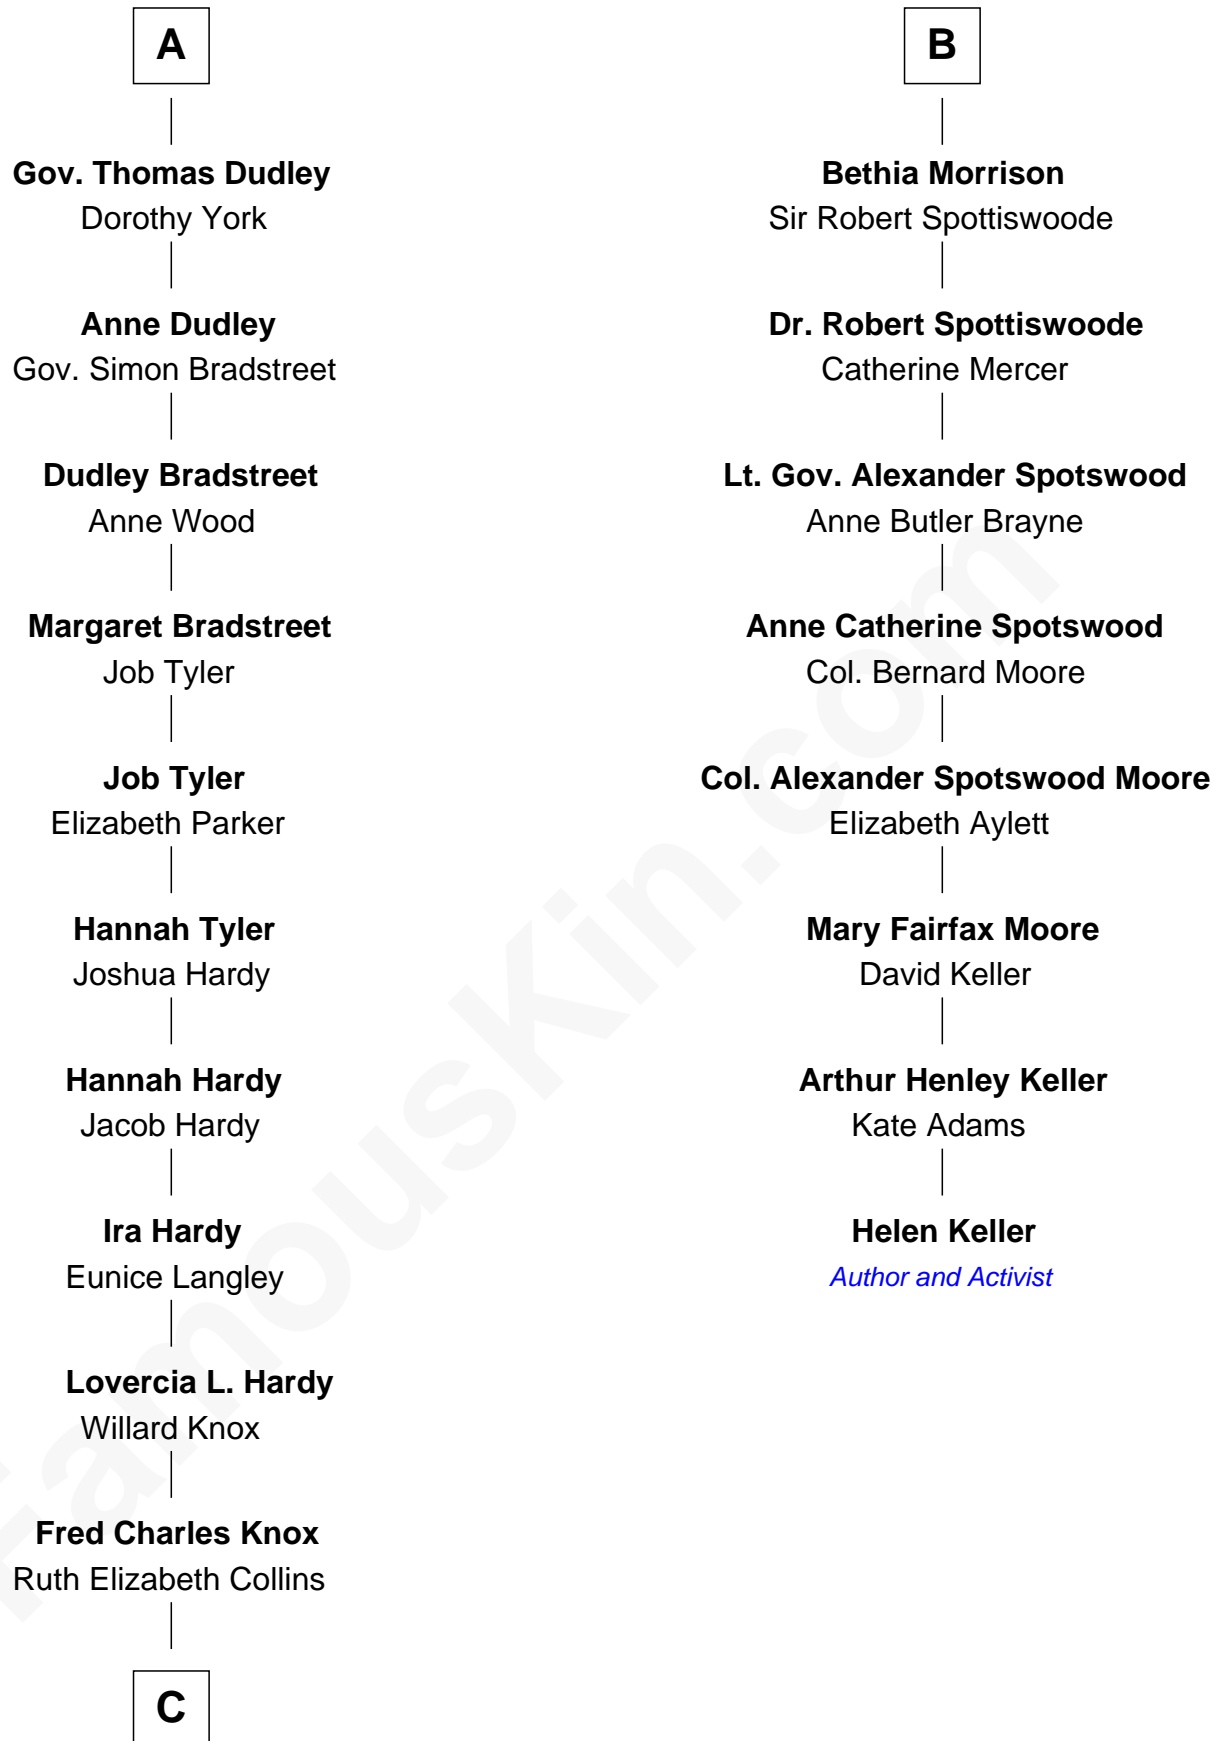 A
Gov. Thomas Dudley
Dorothy York
Anne Dudley
Gov. Simon Bradstreet
Dudley Bradstreet
Anne Wood
Margaret Bradstreet
Job Tyler
Job Tyler
Elizabeth Parker
Hannah Tyler
Joshua Hardy
Hannah Hardy
Jacob Hardy
Ira Hardy
Eunice Langley
Lovercia L. Hardy
Willard Knox
Fred Charles Knox
Ruth Elizabeth Collins
C
B
Bethia Morrison
Sir Robert Spottiswoode
Dr. Robert Spottiswoode
Catherine Mercer
Lt. Gov. Alexander Spotswood
Anne Butler Brayne
Anne Catherine Spotswood
Col. Bernard Moore
Col. Alexander Spotswood Moore
Elizabeth Aylett
Mary Fairfax Moore
David Keller
Arthur Henley Keller
Kate Adams
Helen Keller
Author and Activist
FamousKin.com